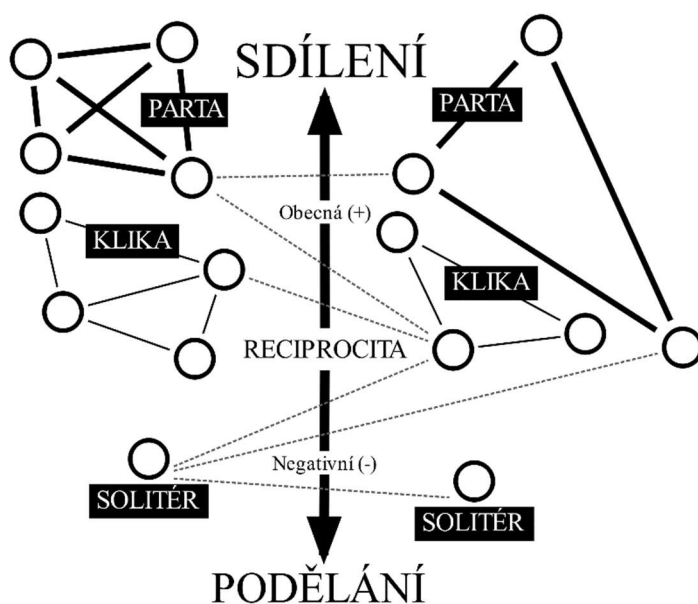 SDÍLENÍ
PARTA
PARTA
Obecná (+)
KLIKA
KLIKA
RECIPROCITA
Negativní (-)
SOLITÉR
SOLITÉR
PODĚLÁNÍ